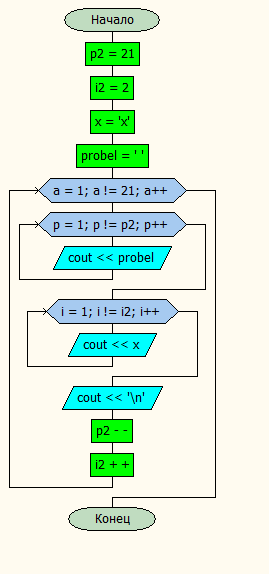 Начало
p2 = 21
i2 = 2
x = 'x'
probel = ' '
a = 1; a != 21; a++
p = 1; p != p2; p++
cout << probel
i = 1; i != i2; i++
cout << x
cout << '\n'
p2 - -
i2 + +
Конец